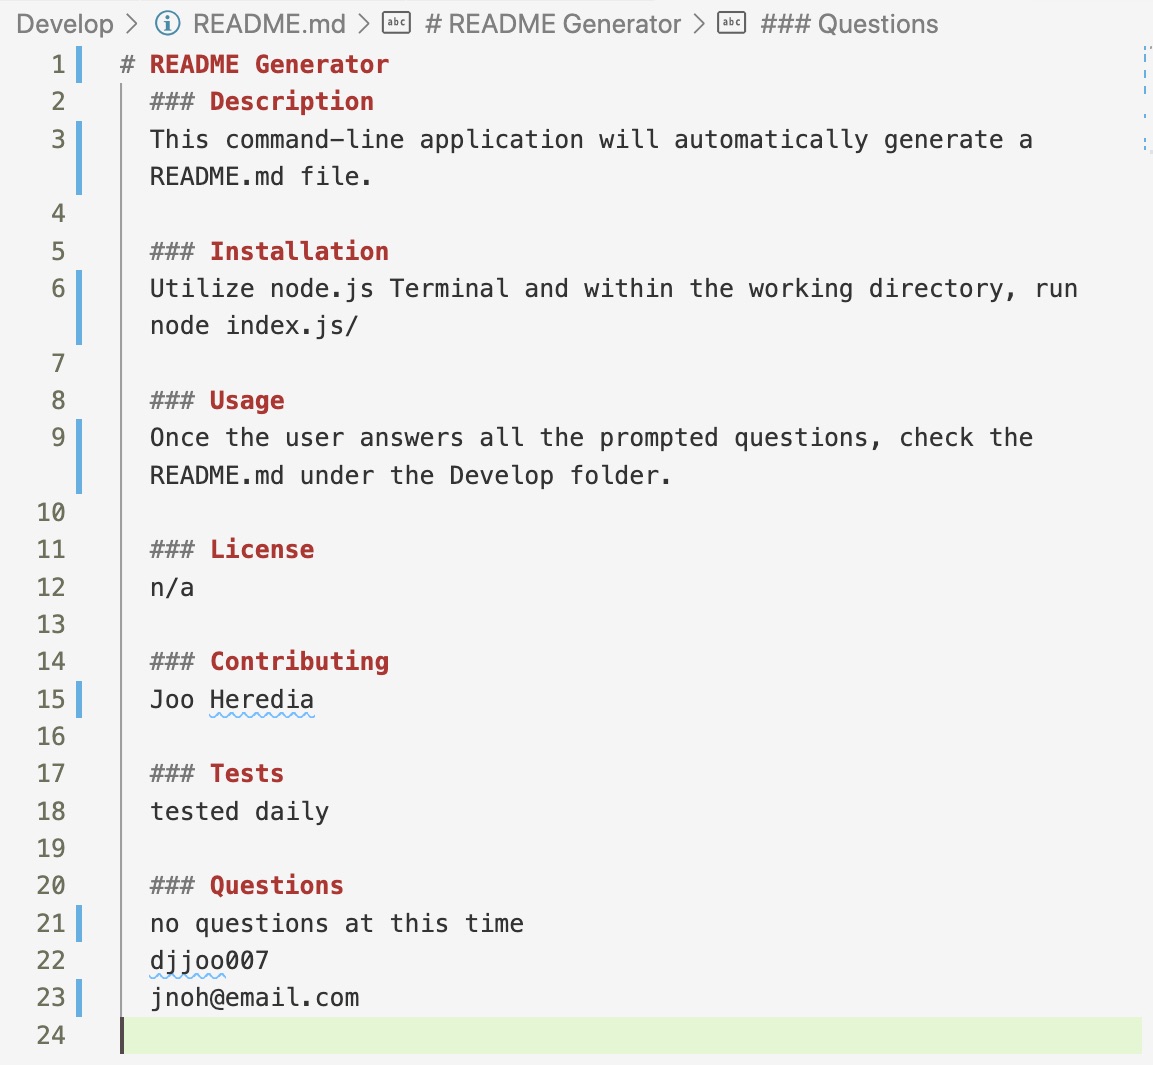 Develop > README.md > abc # README Generator > abc ### Questions
1 # README Generator
2 ### Description
3 This command-line application will automatically generate a
README.md file.
4
5 ### Installation
6 Utilize node.js Terminal and within the working directory, run
node index.js/
7
8 ### Usage
9 Once the user answers all the prompted questions, check the
README.md under the Develop folder.
10
11 ### License
12 n/a
13
14 ### Contributing
15 Joo Heredia
16
17 ### Tests
18 tested daily
19
20 ### Questions
21 no questions at this time
22 djjoo007
23 jnoh@email.com
24